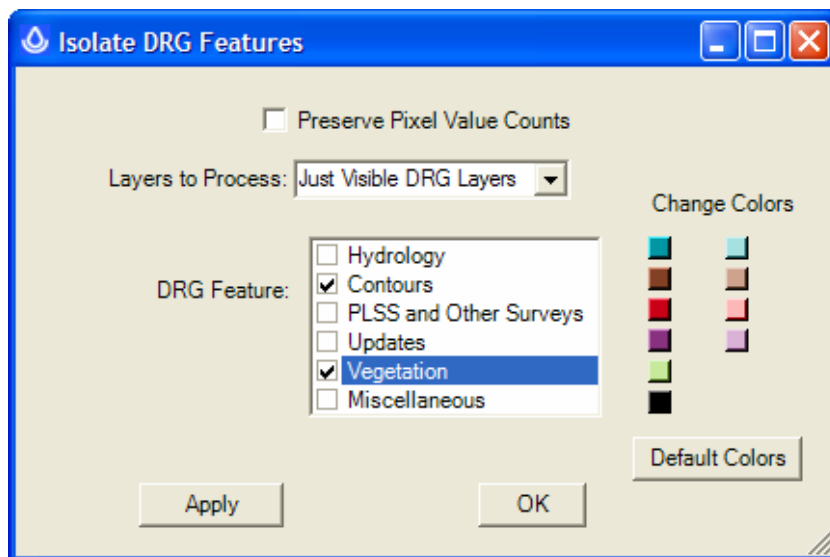 Isolate DRG Features
Preserve Pixel Value Counts
Layers to Process: Just Visible DRG Layers
Change Colors
DRG Feature:
Hydrology
Contours
PLSS and Other Surveys
Updates
Vegetation
Miscellaneous
Default Colors
Apply OK